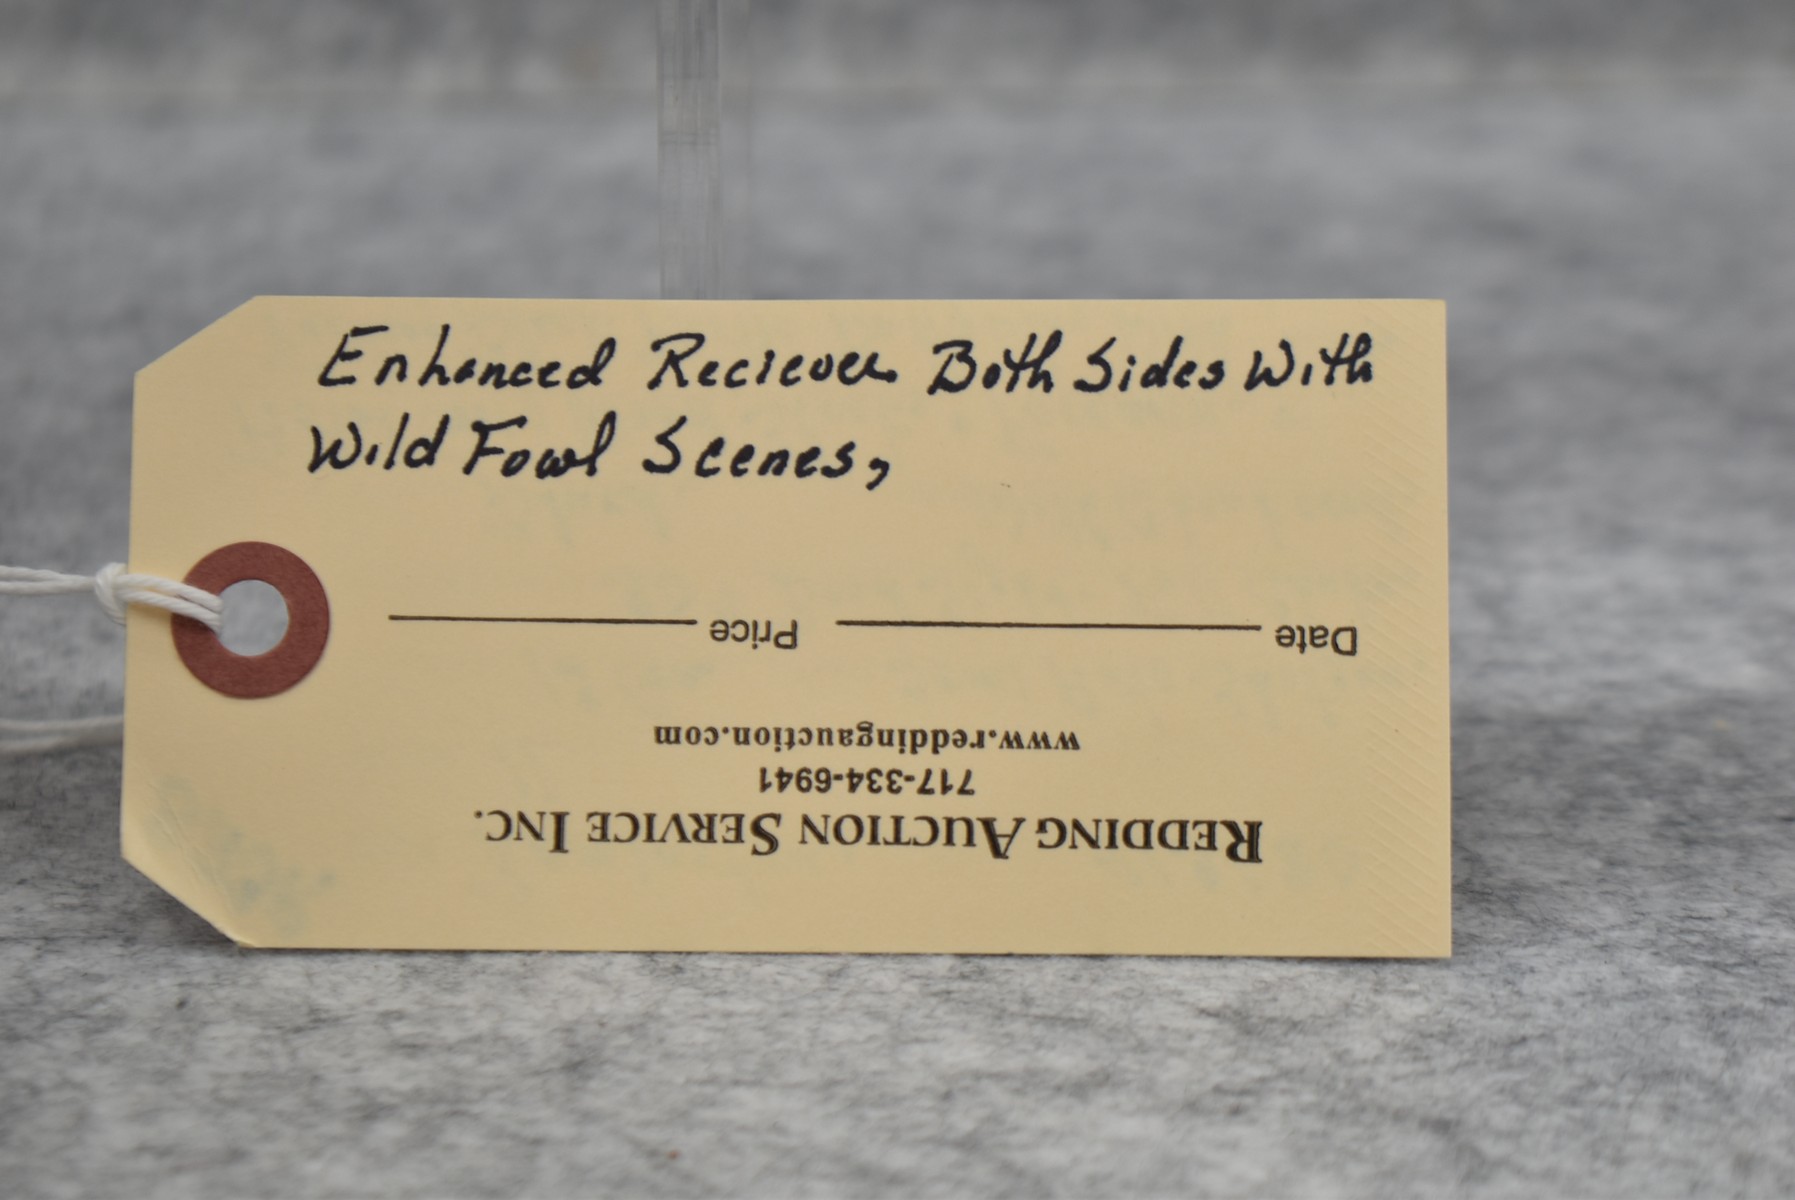 Enhanced Reciever Both Sides With
Wild Fowl Scenes,
REDDING AUCTION SERVICE INC.
717-334-6941
www.reddingauction.com
Date Price